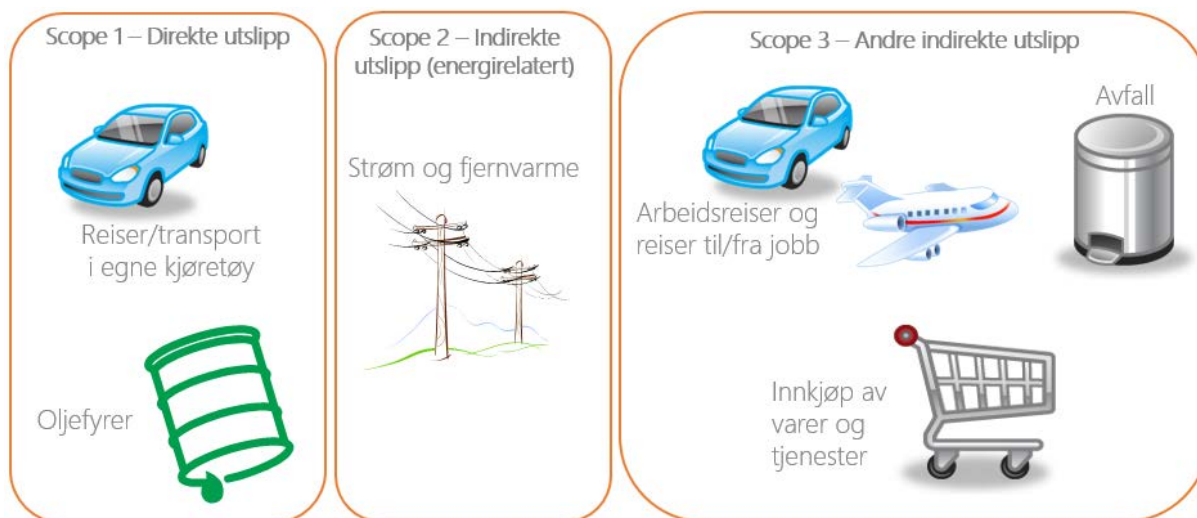 Scope 1 – Direkte utslipp
Reiser/transport
i egne kjøretøy
Oljefyrer
Scope 2 – Indirekte
utslipp (energirelatert)
Strøm og fjernvarme
Scope 3 – Andre indirekte utslipp
Arbeidsreiser og
reiser til/fra jobb
Avfall
Innkjøp av
varer og
tjenester